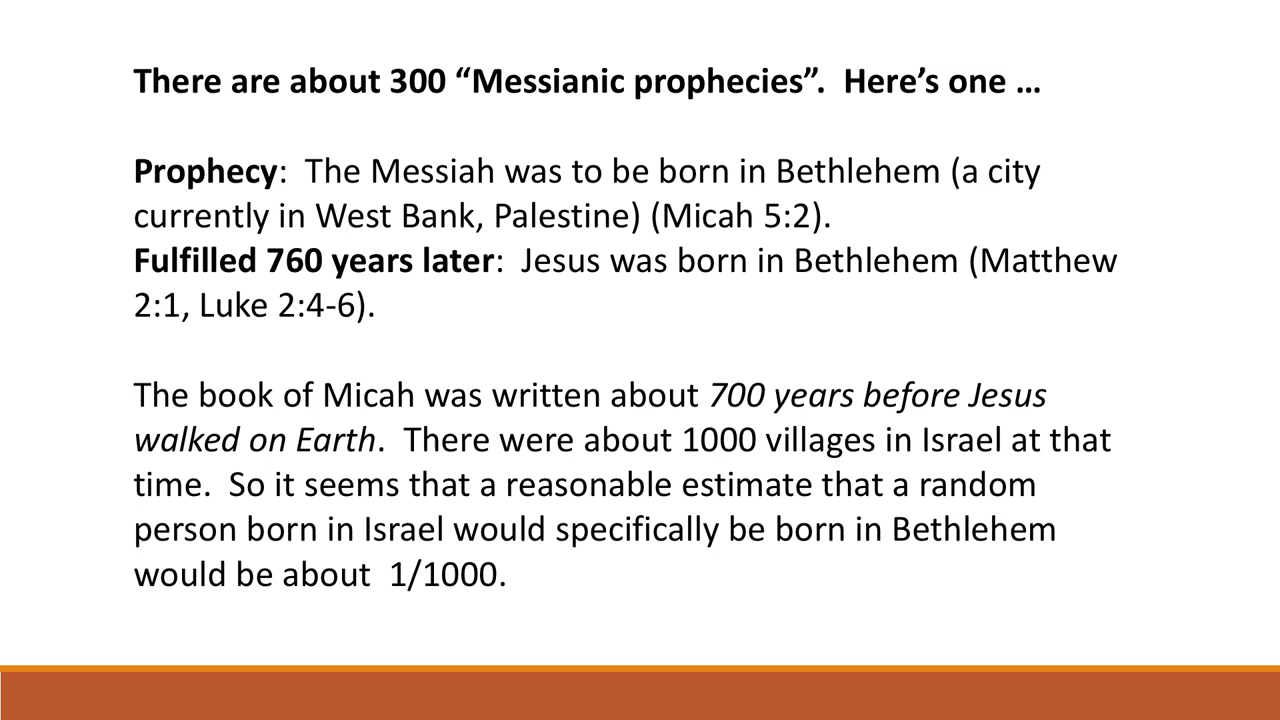 There are about 300 “Messianic prophecies”.  Here’s one …
Prophecy:  The Messiah was to be born in Bethlehem (a city
currently in West Bank, Palestine) (Micah 5:2).
Fulfilled 760 years later:  Jesus was born in Bethlehem (Matthew
2:1, Luke 2:4-6).
The book of Micah was written about 700 years before Jesus
walked on Earth.  There were about 1000 villages in Israel at that
time.  So it seems that a reasonable estimate that a random
person born in Israel would specifically be born in Bethlehem
would be about  1/1000.